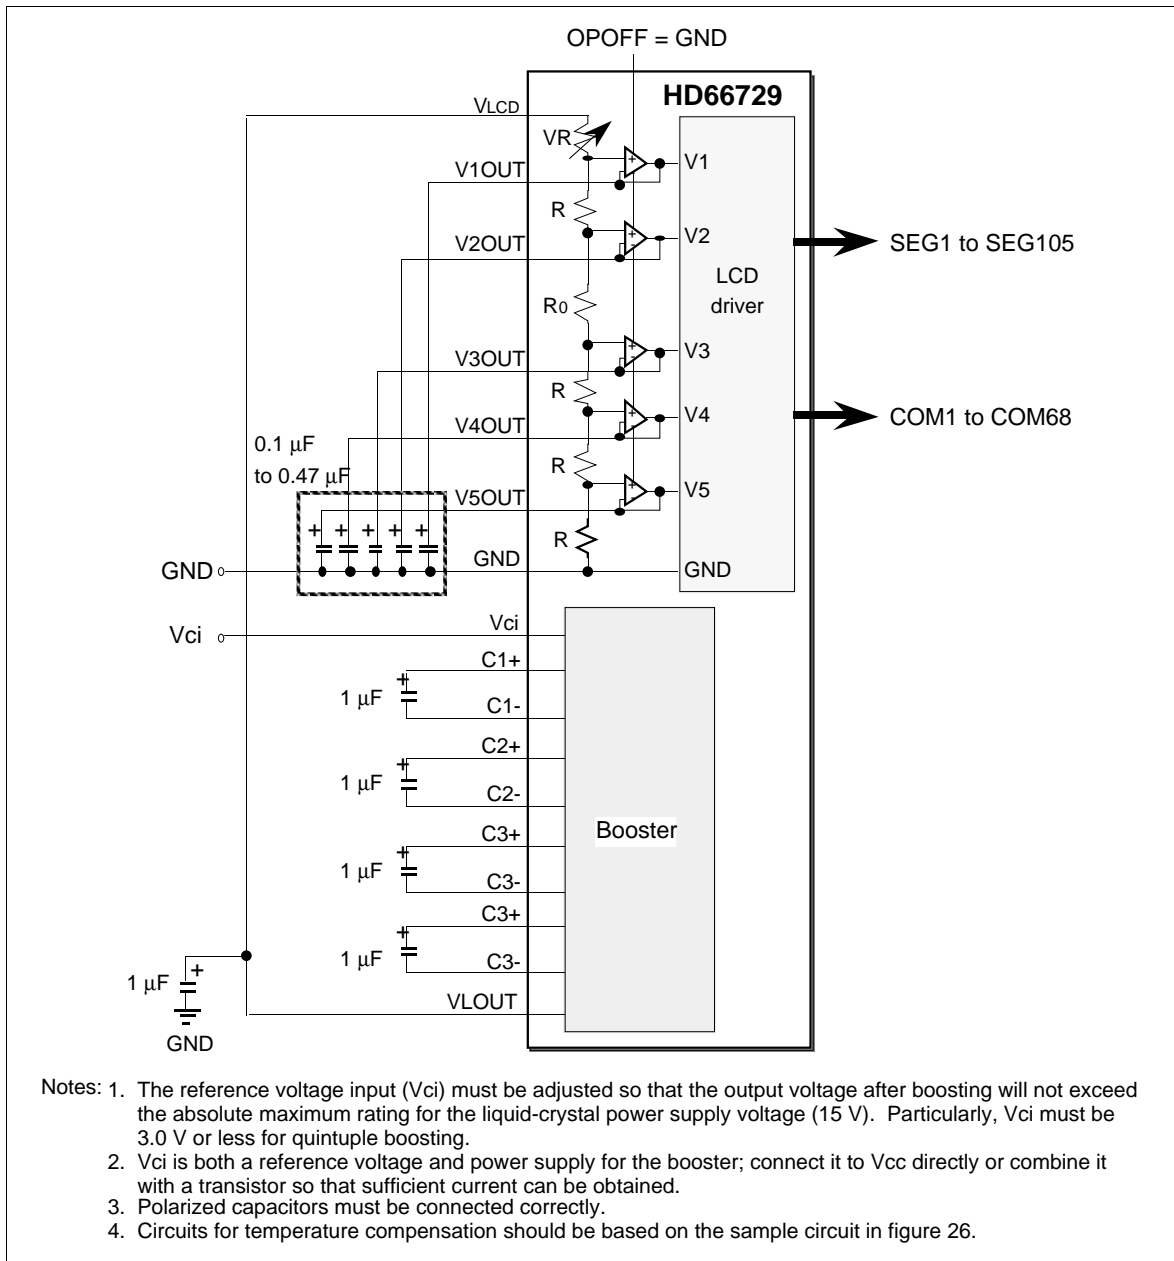 OPOFF = GND
HD66729
VLCD
VR
V1OUT
V1
R
V2OUT
V2
SEG1 to SEG105
LCD
driver
R0
V3OUT
V3
R
V4OUT
V4
COM1 to COM68
0.1 μF
to 0.47 μF
R
V5OUT
V5
+ + + + +
R
GND
GND
GND
Vci
Vci
C1+
+
1 μF
C1-
C2+
+
1 μF
C2-
Booster
C3+
+
1 μF
C3-
C3+
+
1 μF
C3-
+
1 μF
VLOUT
GND
Notes: 1. The reference voltage input (Vci) must be adjusted so that the output voltage after boosting will not exceed
the absolute maximum rating for the liquid-crystal power supply voltage (15 V). Particularly, Vci must be
3.0 V or less for quintuple boosting.
2. Vci is both a reference voltage and power supply for the booster; connect it to Vcc directly or combine it
with a transistor so that sufficient current can be obtained.
3. Polarized capacitors must be connected correctly.
4. Circuits for temperature compensation should be based on the sample circuit in figure 26.